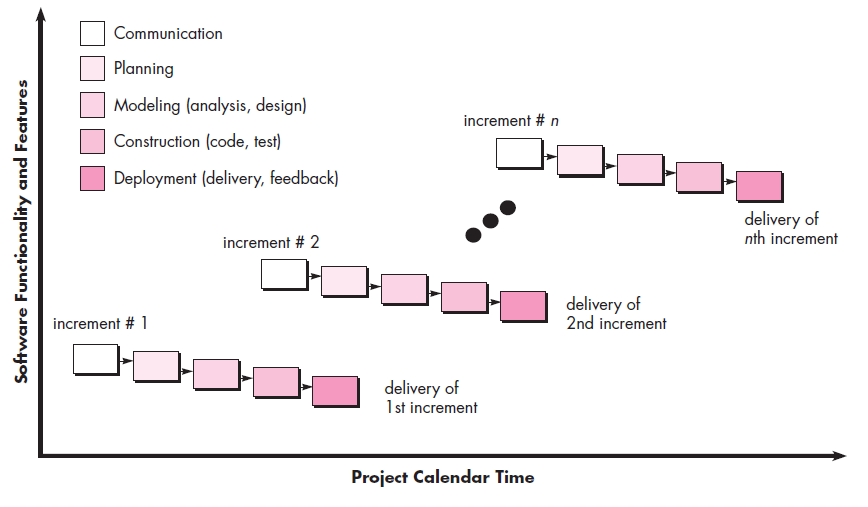 Software Functionality and Features
Communication
Planning
Modeling (analysis, design)
Construction (code, test)
Deployment (delivery, feedback)
increment # n
delivery of
nth increment
increment # 2
delivery of
2nd increment
increment # 1
delivery of
1st increment
Project Calendar Time